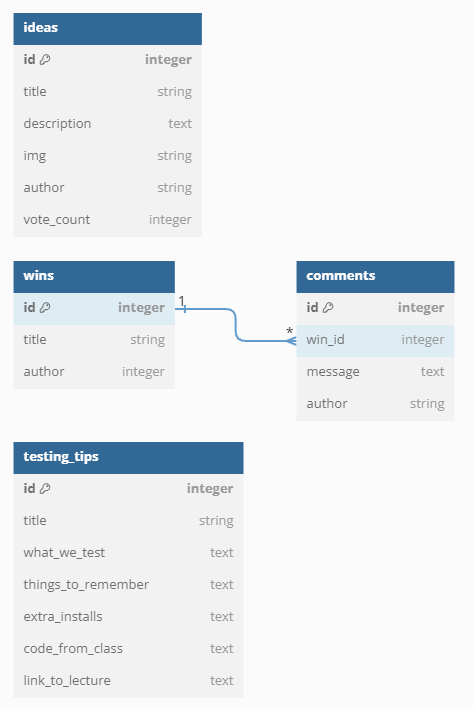 ideas
id integer
title string
description text
img string
author string
vote_count integer
wins
id integer
title string
author integer
1
*
comments
id integer
win_id integer
message text
author string
testing_tips
id integer
title string
what_we_test text
things_to_remember text
extra_installs text
code_from_class text
link_to_lecture text